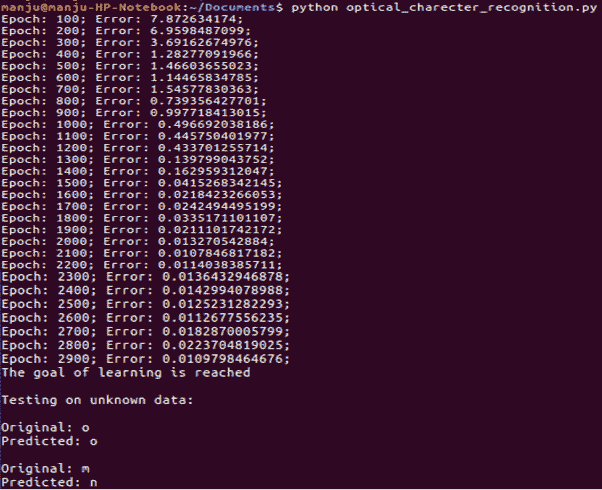 manju@manju-HP-Notebook:~/Documents$ python optical_charecter_recognition.py
Epoch: 100; Error: 7.872634174;
Epoch: 200; Error: 6.9598487099;
Epoch: 300; Error: 3.69162674976;
Epoch: 400; Error: 1.28277091966;
Epoch: 500; Error: 1.46603655023;
Epoch: 600; Error: 1.14465834785;
Epoch: 700; Error: 1.54577830363;
Epoch: 800; Error: 0.739356427701;
Epoch: 900; Error: 0.997718413015;
Epoch: 1000; Error: 0.496692038186;
Epoch: 1100; Error: 0.445750401977;
Epoch: 1200; Error: 0.433701255714;
Epoch: 1300; Error: 0.139799043752;
Epoch: 1400; Error: 0.162959312047;
Epoch: 1500; Error: 0.0415268342145;
Epoch: 1600; Error: 0.0218423266053;
Epoch: 1700; Error: 0.0242494495199;
Epoch: 1800; Error: 0.0335171101107;
Epoch: 1900; Error: 0.0211101742172;
Epoch: 2000; Error: 0.013270542884;
Epoch: 2100; Error: 0.0107846817182;
Epoch: 2200; Error: 0.0114038385711;
Epoch: 2300; Error: 0.0136432946878;
Epoch: 2400; Error: 0.0142994078988;
Epoch: 2500; Error: 0.0125231282293;
Epoch: 2600; Error: 0.0112677556235;
Epoch: 2700; Error: 0.0182870005799;
Epoch: 2800; Error: 0.0223704819025;
Epoch: 2900; Error: 0.0109798464676;
The goal of learning is reached
Testing on unknown data:
Original: o
Predicted: o
Original: m
Predicted: n